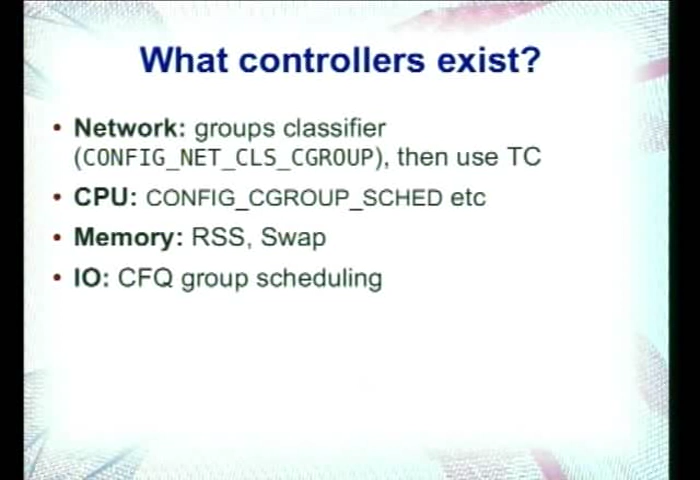 What controllers exist?
• Network: groups classifier
(CONFIG_NET_CLS_CGROUP), then use TC
• CPU: CONFIG_CGROUP_SCHED etc
• Memory: RSS, Swap
• IO: CFQ group scheduling